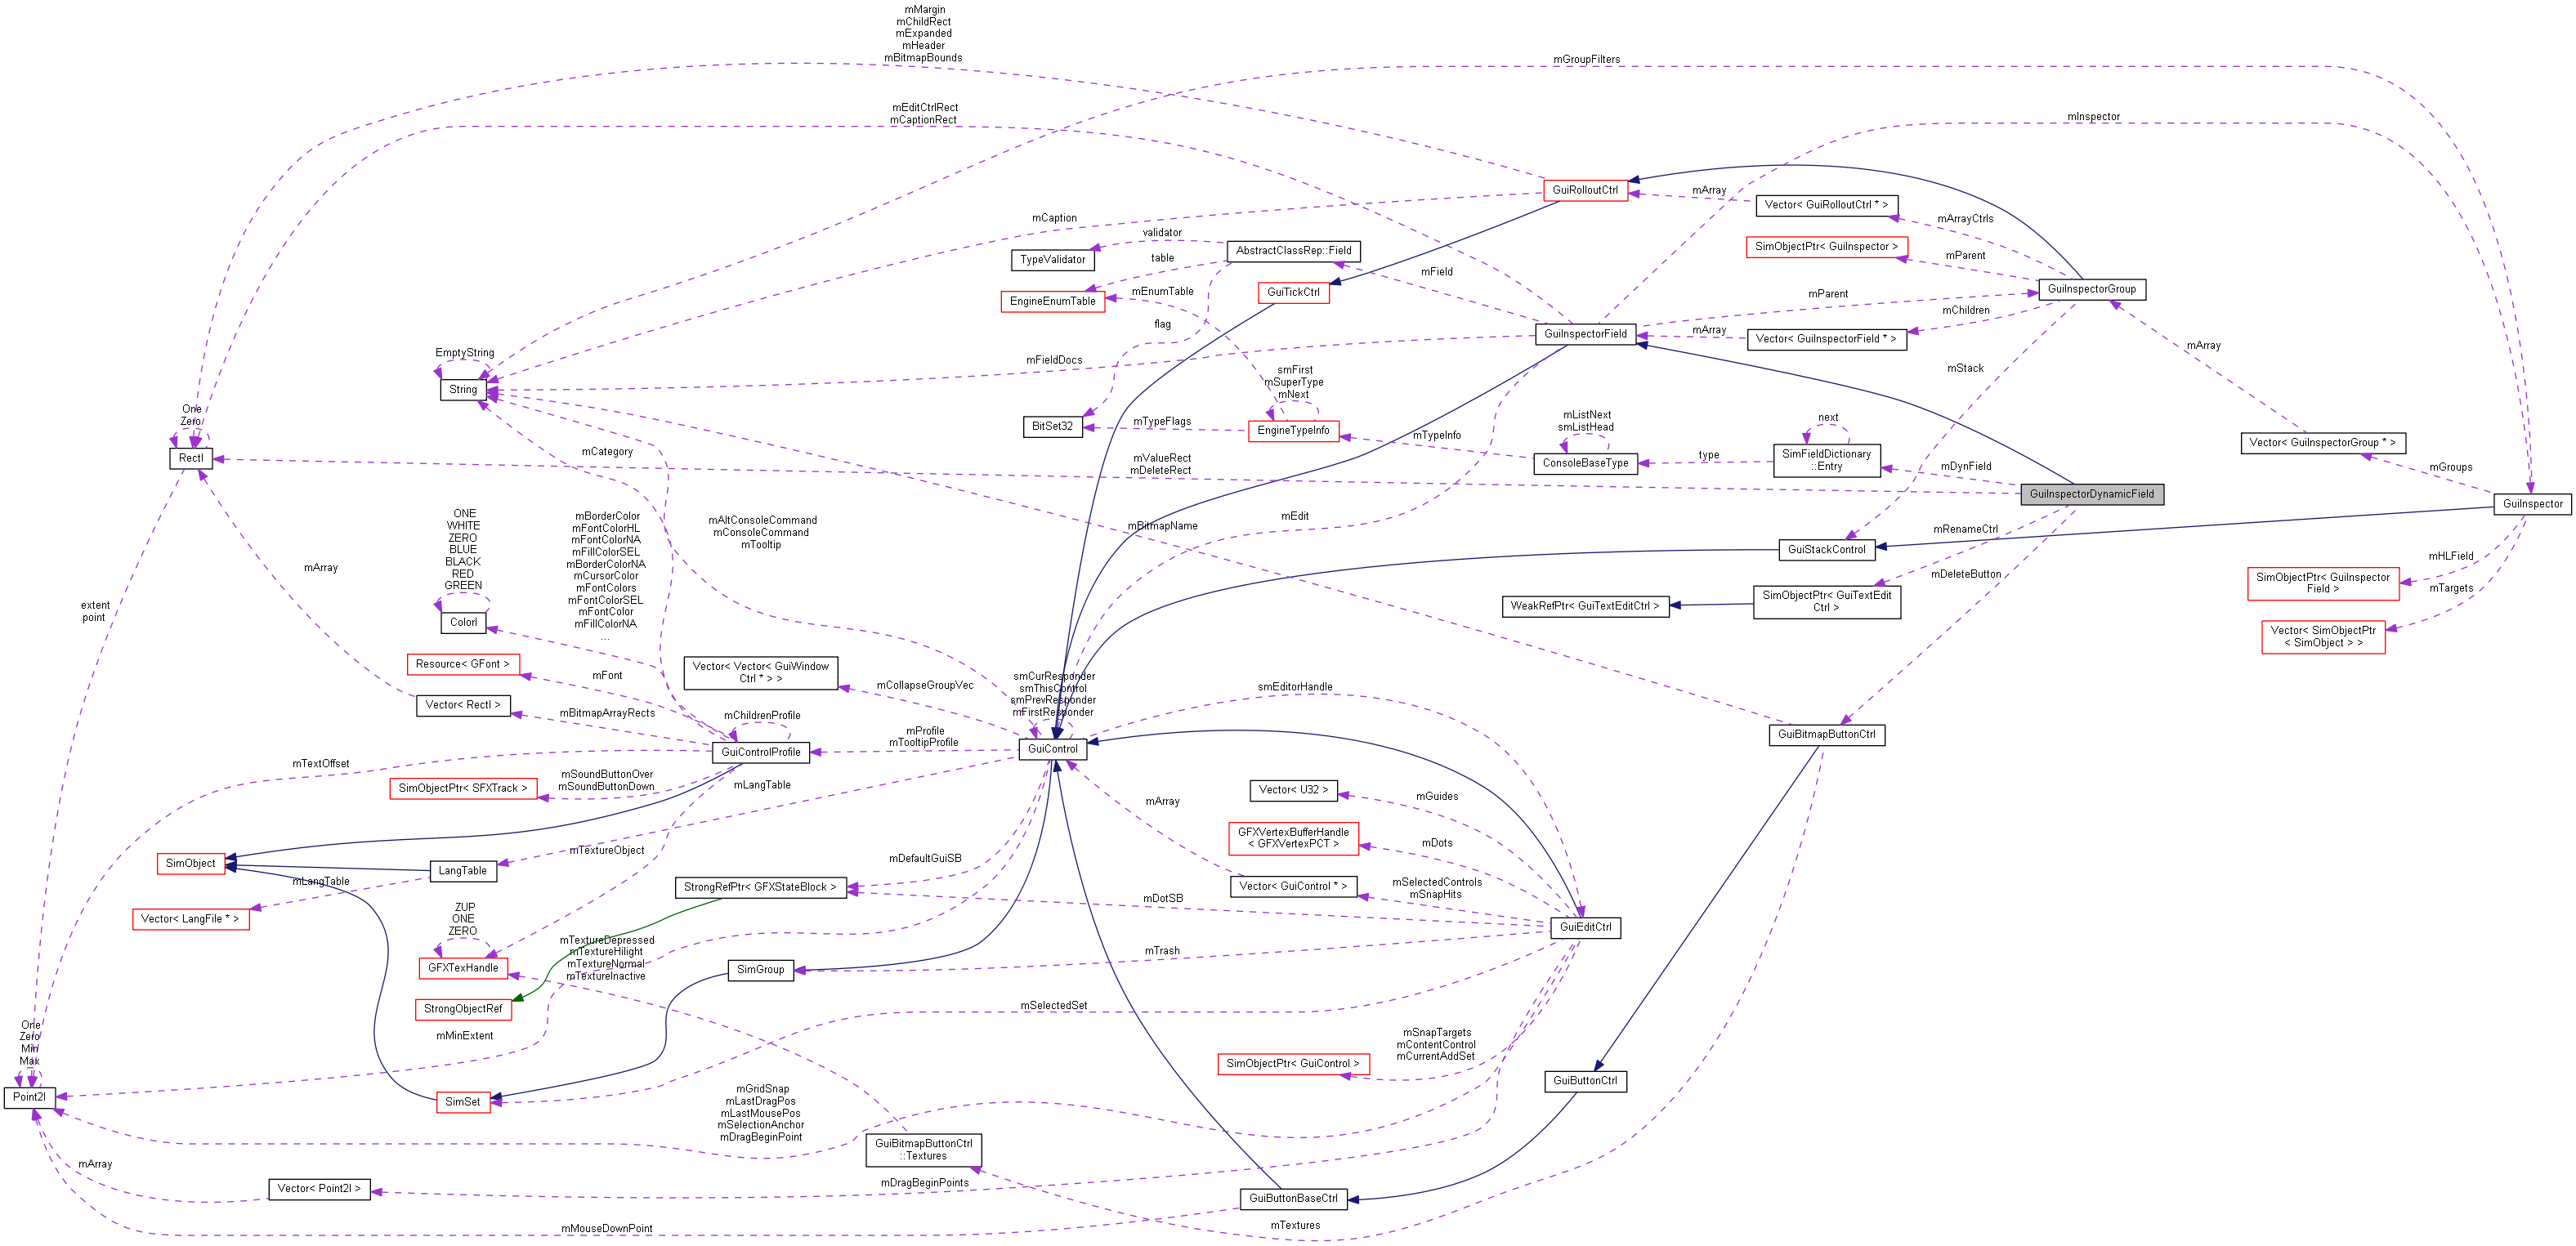 mMargin
mChildRect
mExpanded
mHeader
mBitmapBounds
mGroupFilters
mEditCtrlRect
mCaptionRect
mInspector
GuiRolloutCtrl
mArray
Vector< GuiRolloutCtrl * >
mArrayCtrls
mCaption
validator
AbstractClassRep::Field
TypeValidator
table
SimObjectPtr< GuiInspector >
mParent
mField
mEnumTable
EngineEnumTable
GuiTickCtrl
mParent
GuiInspectorGroup
mChildren
flag
GuiInspectorField
mArray
Vector< GuiInspectorField * >
mArray
EmptyString
String
mFieldDocs
smFirst
mSuperType
mNext
mStack
One
Zero
RectI
BitSet32
mTypeFlags
EngineTypeInfo
mTypeInfo
mListNext
smListHead
ConsoleBaseType
type
next
SimFieldDictionary
::Entry
mDynField
Vector< GuiInspectorGroup * >
mGroups
mCategory
mValueRect
mDeleteRect
GuiInspectorDynamicField
GuiInspector
ONE
WHITE
ZERO
BLUE
BLACK
RED
GREEN
ColorI
mBorderColor
mFontColorHL
mFontColorNA
mFillColorSEL
mBorderColorNA
mCursorColor
mFontColors
mFontColorSEL
mFontColor
mFillColorNA
...
mAltConsoleCommand
mConsoleCommand
mTooltip
mBitmapName
mEdit
mRenameCtrl
GuiStackControl
mHLField
mArray
mDeleteButton
SimObjectPtr< GuiInspector
Field >
mTargets
extent
point
WeakRefPtr< GuiTextEditCtrl >
SimObjectPtr< GuiTextEdit
Ctrl >
Vector< SimObjectPtr
< SimObject > >
Resource< GFont >
mFont
Vector< Vector< GuiWindow
Ctrl * > >
mCollapseGroupVec
smCurResponder
smThisControl
smPrevResponder
mFirstResponder
smEditorHandle
Vector< RectI >
mBitmapArrayRects
mChildrenProfile
GuiControlProfile
mProfile
mTooltipProfile
GuiControl
GuiBitmapButtonCtrl
mTextOffset
SimObjectPtr< SFXTrack >
mSoundButtonOver
mSoundButtonDown
mLangTable
Vector< U32 >
mGuides
mArray
GFXVertexBufferHandle
< GFXVertexPCT >
mDots
SimObject
mTextureObject
LangTable
mLangTable
mDefaultGuiSB
StrongRefPtr< GFXStateBlock >
Vector< GuiControl * >
mSelectedControls
mSnapHits
mDotSB
Vector< LangFile * >
ZUP
ONE
ZERO
GFXTexHandle
GuiEditCtrl
mTextureDepressed
mTextureHilight
mTextureNormal
mTextureInactive
mTrash
SimGroup
StrongObjectRef
mSelectedSet
One
Zero
Min
Max
Point2I
mMinExtent
mSnapTargets
mContentControl
mCurrentAddSet
SimObjectPtr< GuiControl >
GuiButtonCtrl
SimSet
mGridSnap
mLastDragPos
mLastMousePos
mSelectionAnchor
mDragBeginPoint
GuiBitmapButtonCtrl
::Textures
mArray
Vector< Point2I >
mDragBeginPoints
GuiButtonBaseCtrl
mMouseDownPoint
mTextures